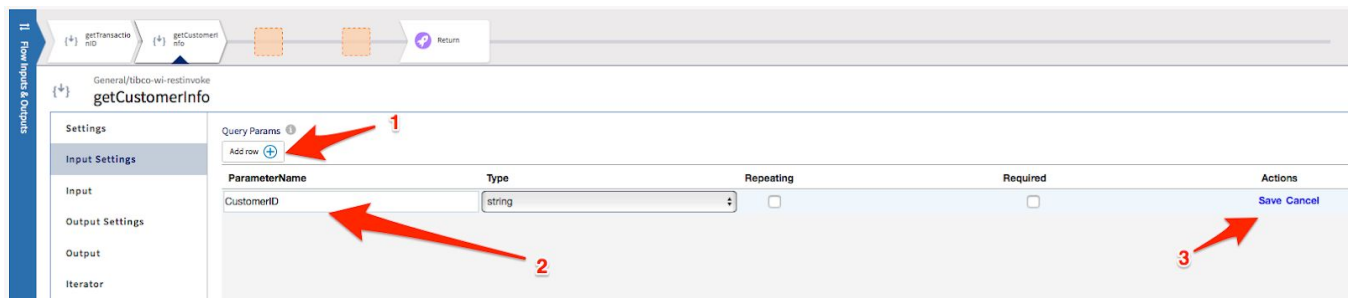 Flow Inputs & Outputs
getTransactio
nID
getCustomeri
nfo
Return
General/tibco-wi-restinvoke
getCustomerInfo
Settings
Input Settings
Input
Output Settings
Output
Iterator
Query Params
1
Add row
ParameterName Type Repeating Required Actions
CustomerID string Save Cancel
2
3